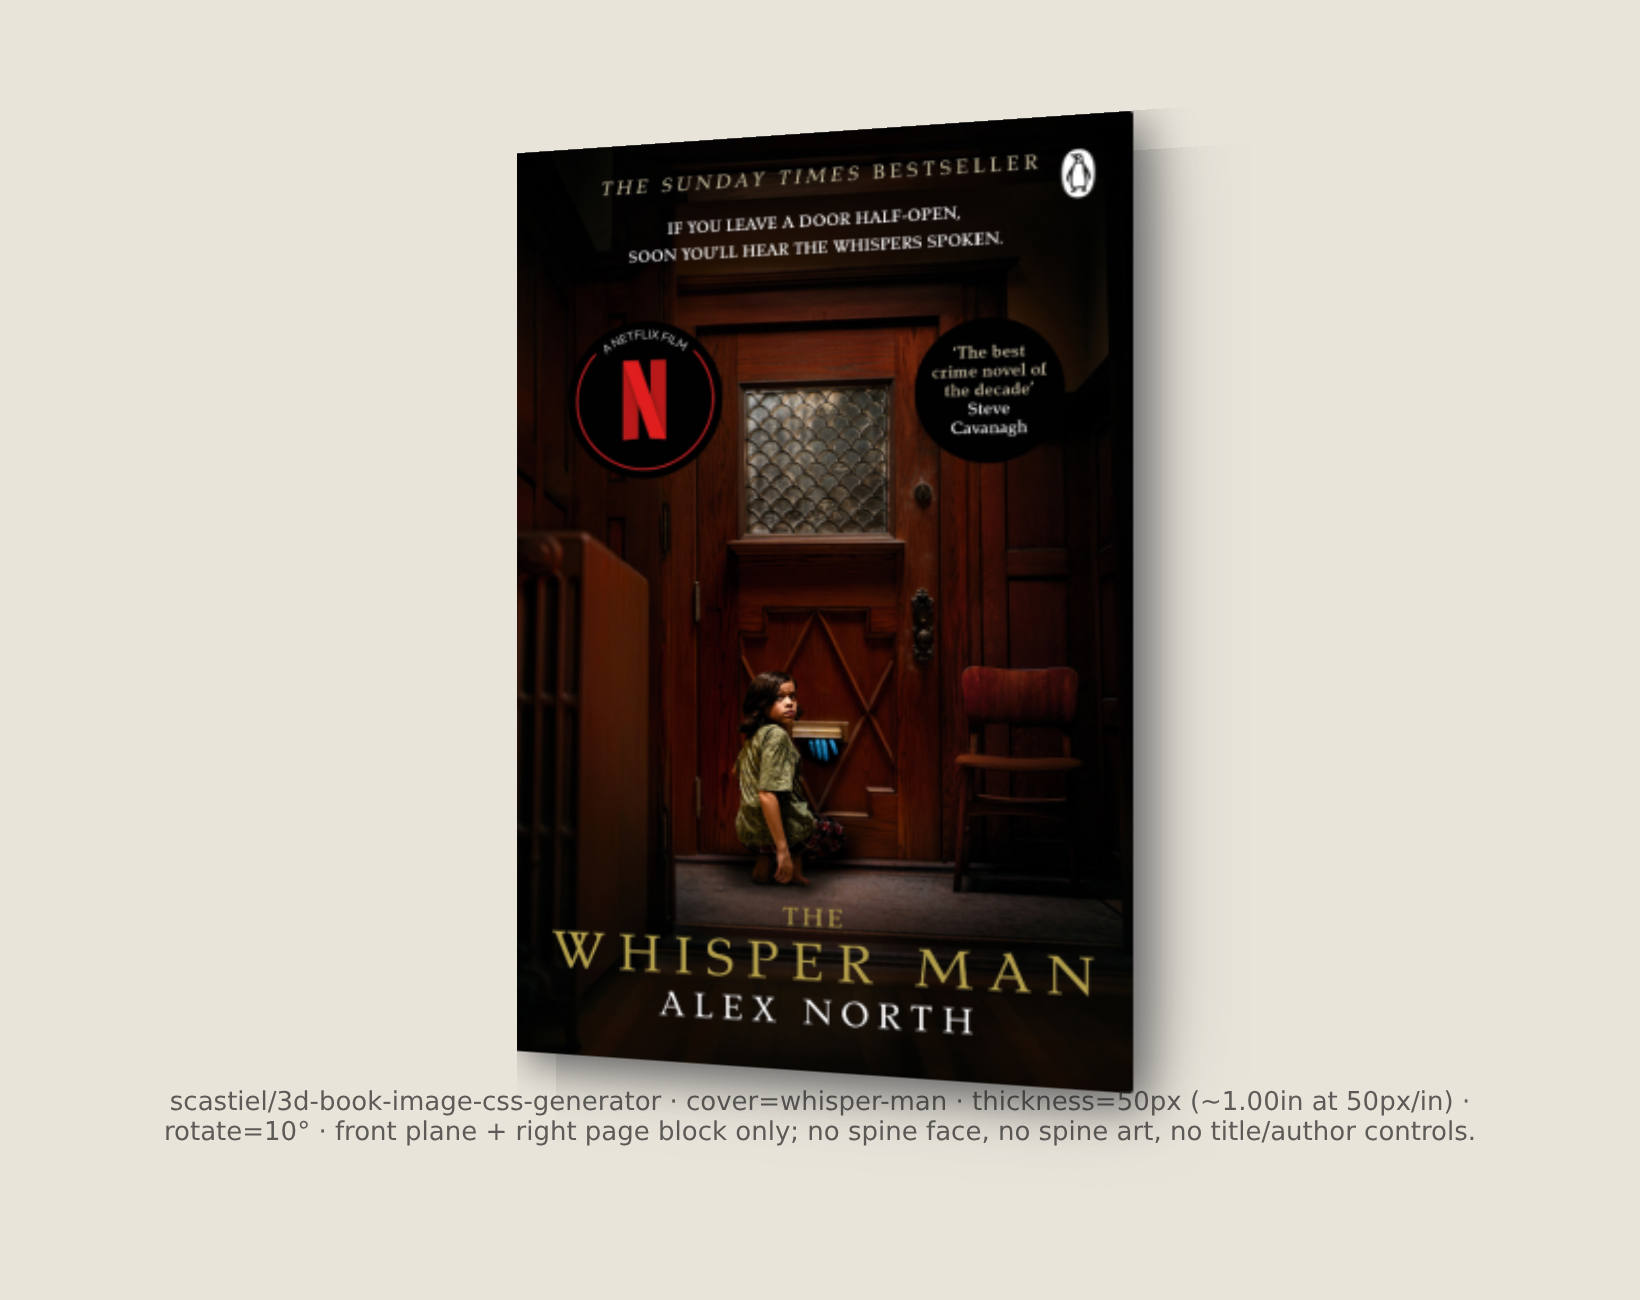 THE SUNDAY TIMES BESTSELLER
IF YOU LEAVE A DOOR HALF-OPEN,
SOON YOU'LL HEAR THE WHISPERS SPOKEN.
A NETFLIX FILM
N
'The best
crime novel of
the decade'
Steve
Cavanagh
THE
WHISPER MAN
ALEX NORTH
scastiel/3d-book-image-css-generator · cover=whisper-man · thickness=50px (~1.00in at 50px/in) ·
rotate=10° · front plane + right page block only; no spine face, no spine art, no title/author controls.